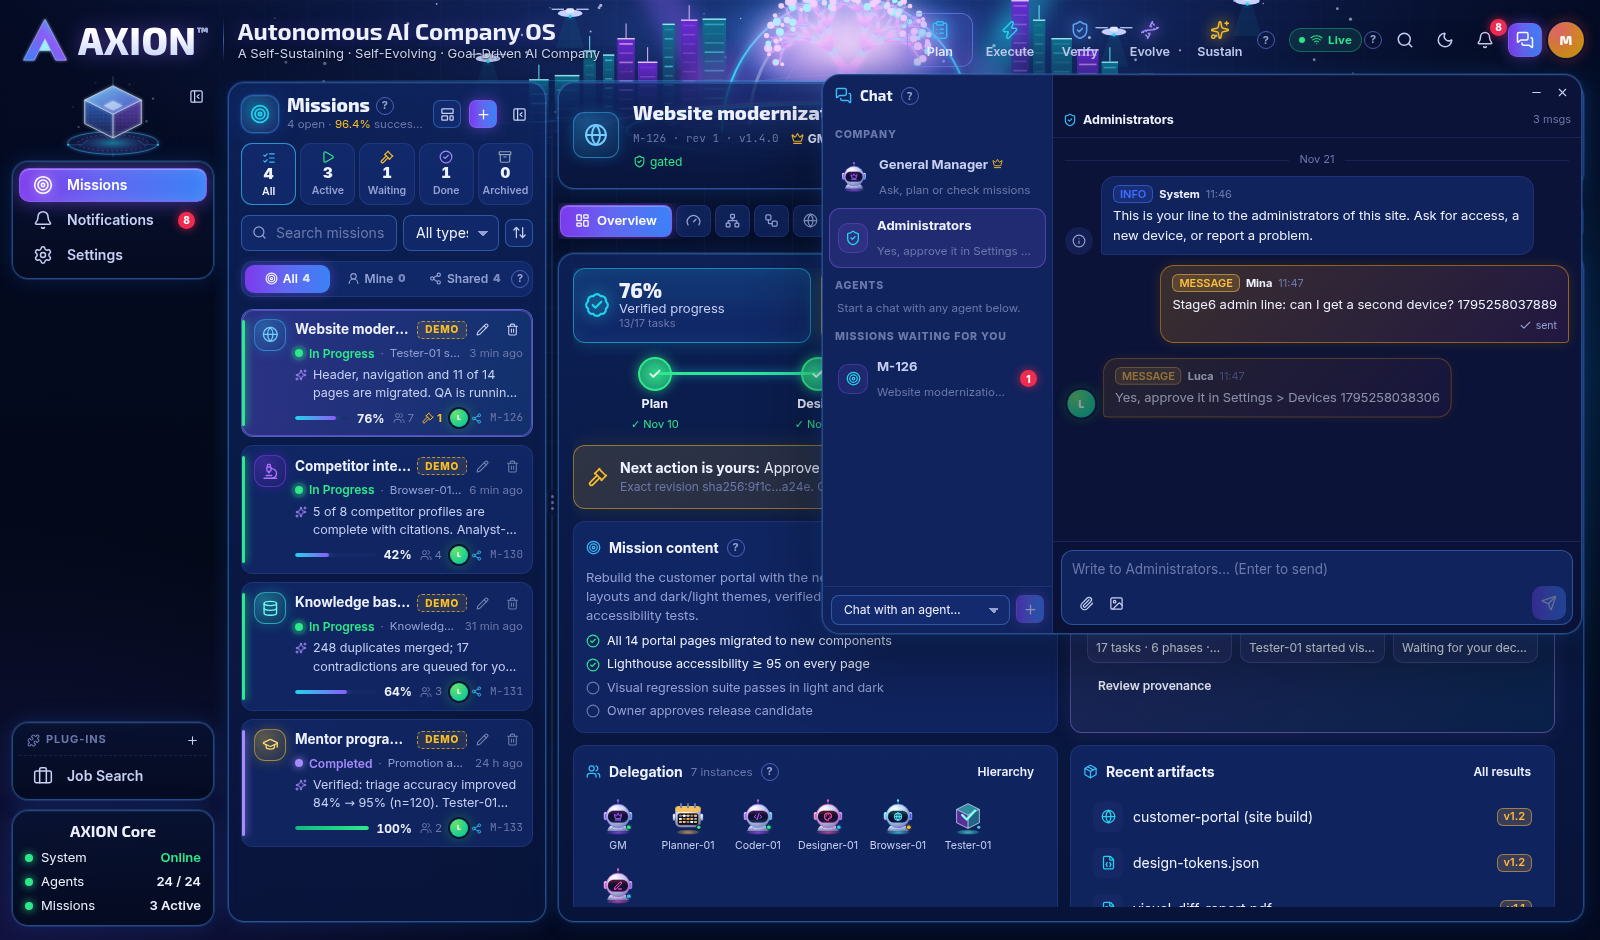 AXION™
Autonomous AI Company OS
A Self-Sustaining · Self-Evolving · Goal-Driven AI Company
Plan
Execute
Verify
Evolve
Sustain
?
Live
?
8
M
Missions
Notifications
8
Settings
PLUG-INS
+
Job Search
AXION Core
System
Online
Agents
24 / 24
Missions
3 Active
Missions ?
4 open · 96.4% succes...
4
All
3
Active
1
Waiting
1
Done
0
Archived
Search missions
All types
All 4
Mine 0
Shared 4
?
Website moder...
DEMO
In Progress · Tester-01 s...
3 min ago
Header, navigation and 11 of 14
pages are migrated. QA is runnin...
76%
7
1
L
M-126
Competitor inte...
DEMO
In Progress · Browser-01...
6 min ago
5 of 8 competitor profiles are
complete with citations. Analyst-...
42%
4
L
M-130
Knowledge bas...
DEMO
In Progress · Knowledg...
31 min ago
248 duplicates merged; 17
contradictions are queued for yo...
64%
3
L
M-131
Mentor progra...
DEMO
Completed · Promotion a...
24 h ago
Verified: triage accuracy improved
84% → 95% (n=120). Tester-01...
100%
2
L
M-133
Website modernizat
M-126 · rev 1 · v1.4.0
GM
gated
Overview
76%
Verified progress
13/17 tasks
Plan
✓ Nov 10
Des
✓ No
Next action is yours: Approve
Exact revision sha256:9f1c...a24e.
Mission content ?
Rebuild the customer portal with the ne
layouts and dark/light themes, verified
accessibility tests.
All 14 portal pages migrated to new components
Lighthouse accessibility ≥ 95 on every page
Visual regression suite passes in light and dark
Owner approves release candidate
17 tasks · 6 phases ·...
Tester-01 started vis...
Waiting for your dec...
Review provenance
Delegation 7 instances ?
Hierarchy
GM
Planner-01
Coder-01
Designer-01
Browser-01
Tester-01
Recent artifacts
All results
customer-portal (site build)
v1.2
design-tokens.json
v1.2
visual-diff-report.pdf
v1.1
Chat ?
COMPANY
General Manager
Ask, plan or check missions
Administrators
Yes, approve it in Settings ...
AGENTS
Start a chat with any agent below.
MISSIONS WAITING FOR YOU
M-126
Website modernizatio...
1
Chat with an agent...
+
Administrators
3 msgs
Nov 21
INFO System 11:46
This is your line to the administrators of this site. Ask for access, a
new device, or report a problem.
MESSAGE Mina 11:47
Stage6 admin line: can I get a second device? 1795258037889
✓ sent
MESSAGE Luca 11:47
L
Yes, approve it in Settings > Devices 1795258038306
Write to Administrators... (Enter to send)